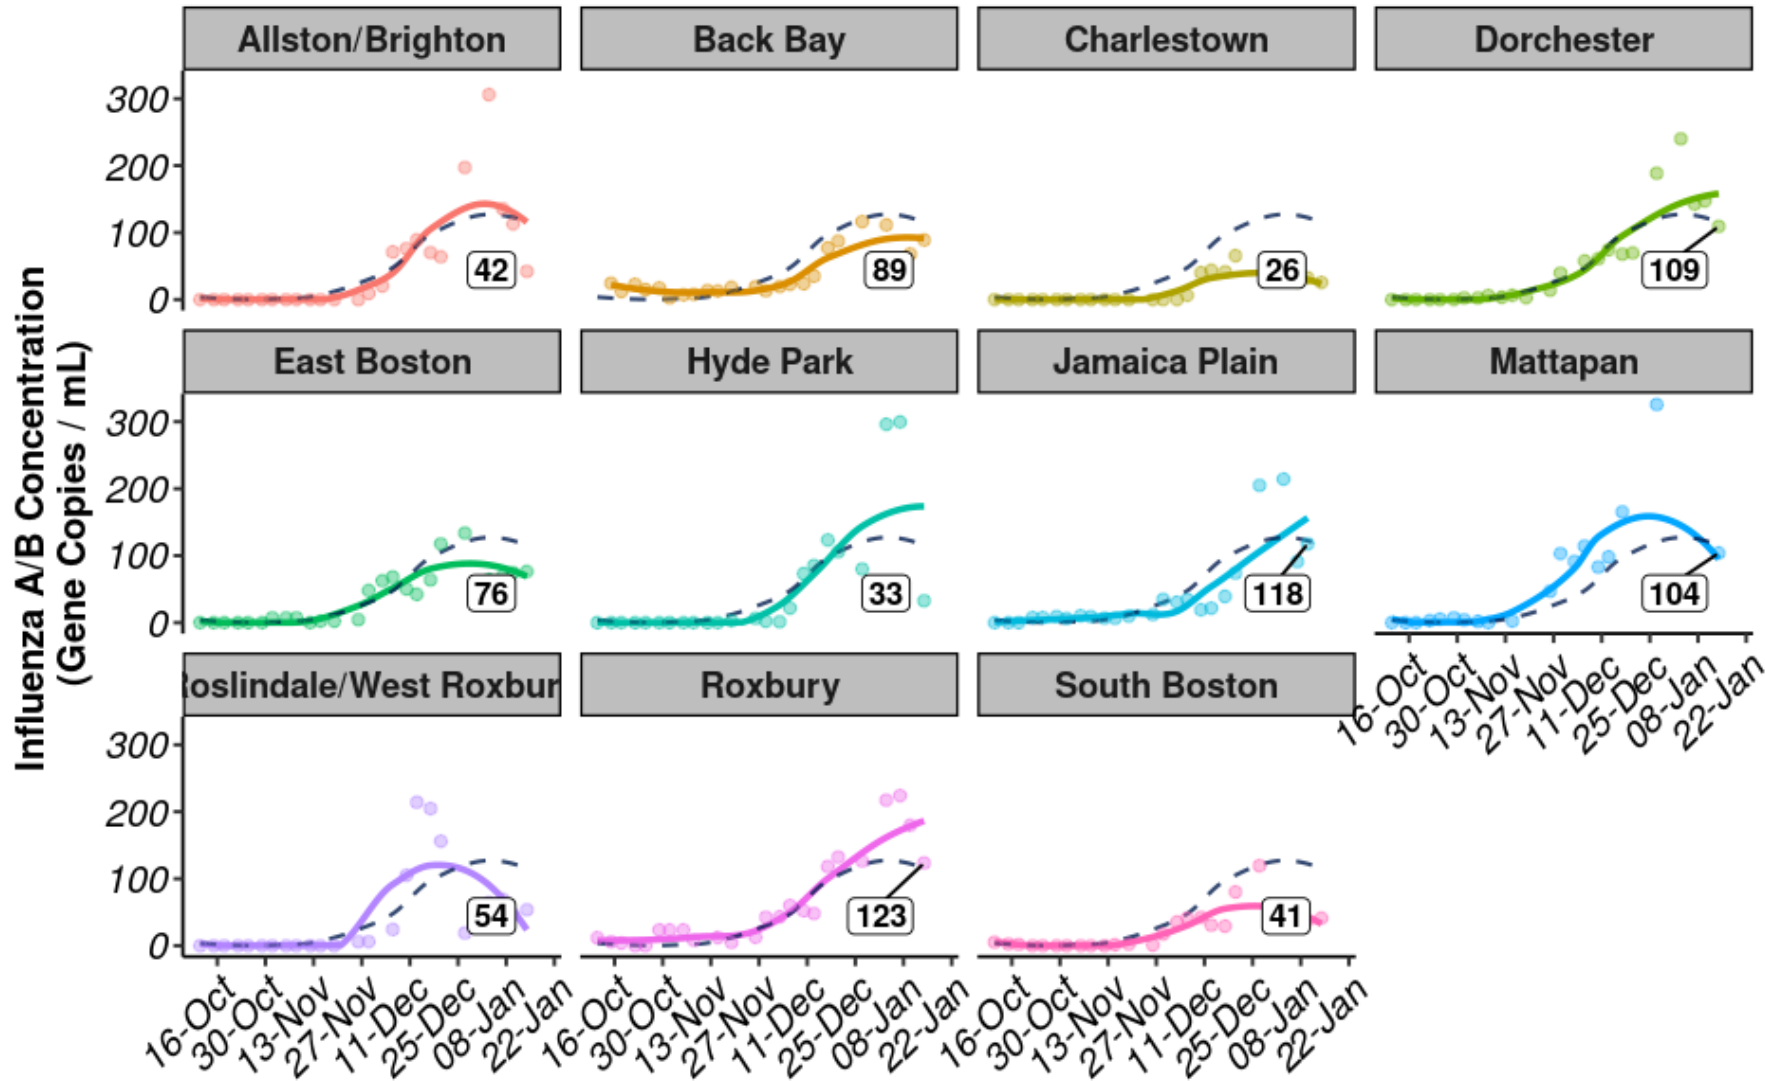 Allston/Brighton
Back Bay
Charlestown
Dorchester
300
200
100
0
42
89
26
109
East Boston
Hyde Park
Jamaica Plain
Mattapan
300
200
100
0
76
33
118
104
16-Oct
30-Oct
13-Nov
27-Nov
11-Dec
25-Dec
08-Jan
22-Jan
Roslindale/West Roxbur
Roxbury
South Boston
300
200
100
0
54
123
41
16-Oct
30-Oct
13-Nov
27-Nov
11-Dec
25-Dec
08-Jan
22-Jan
16-Oct
30-Oct
13-Nov
27-Nov
11-Dec
25-Dec
08-Jan
22-Jan
16-Oct
30-Oct
13-Nov
27-Nov
11-Dec
25-Dec
08-Jan
22-Jan
Influenza A/B Concentration
(Gene Copies / mL)